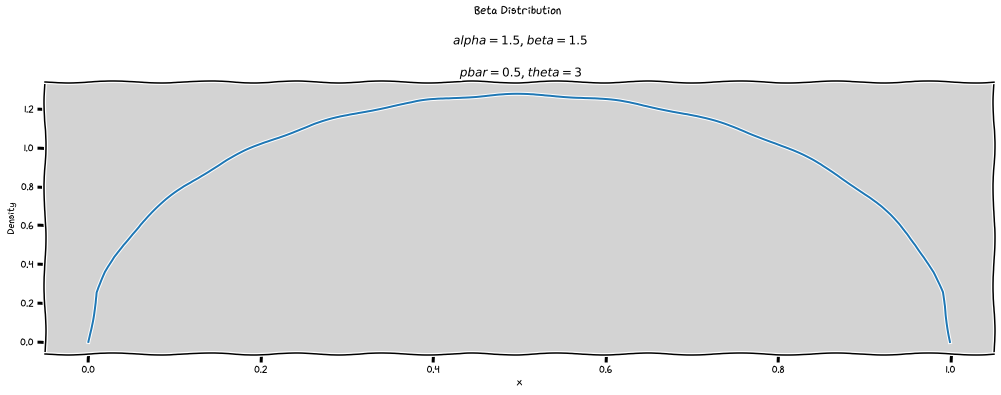 Beta Distribution
alpha = 1.5, beta = 1.5
pbar = 0.5, theta = 3
Density
1.2
1.0
0.8
0.6
0.4
0.2
0.0
0.0 0.2 0.4 0.6 0.8 1.0
x